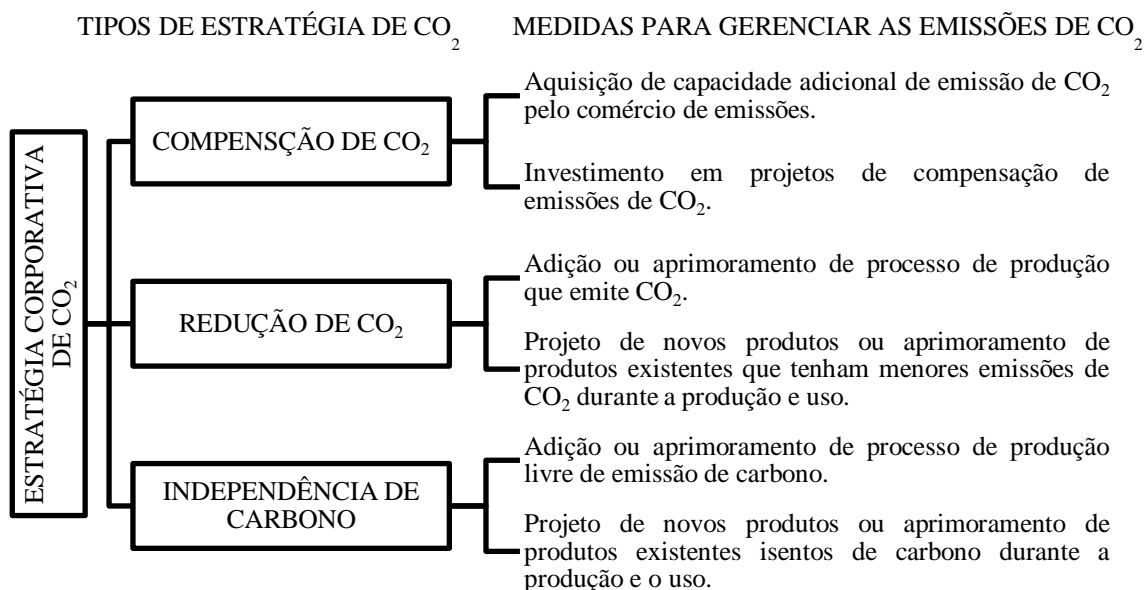 TIPOS DE ESTRATÉGIA DE CO₂
MEDIDAS PARA GERENCIAR AS EMISSÕES DE CO₂
ESTRATÉGIA CORPORATIVA
DE CO₂
COMPENSÇÃO DE CO₂
Aquisição de capacidade adicional de emissão de CO₂
pelo comércio de emissões.
Investimento em projetos de compensação de
emissões de CO₂.
REDUÇÃO DE CO₂
Adição ou aprimoramento de processo de produção
que emite CO₂.
Projeto de novos produtos ou aprimoramento de
produtos existentes que tenham menores emissões de
CO₂ durante a produção e uso.
INDEPENDÊNCIA DE
CARBONO
Adição ou aprimoramento de processo de produção
livre de emissão de carbono.
Projeto de novos produtos ou aprimoramento de
produtos existentes isentos de carbono durante a
produção e o uso.